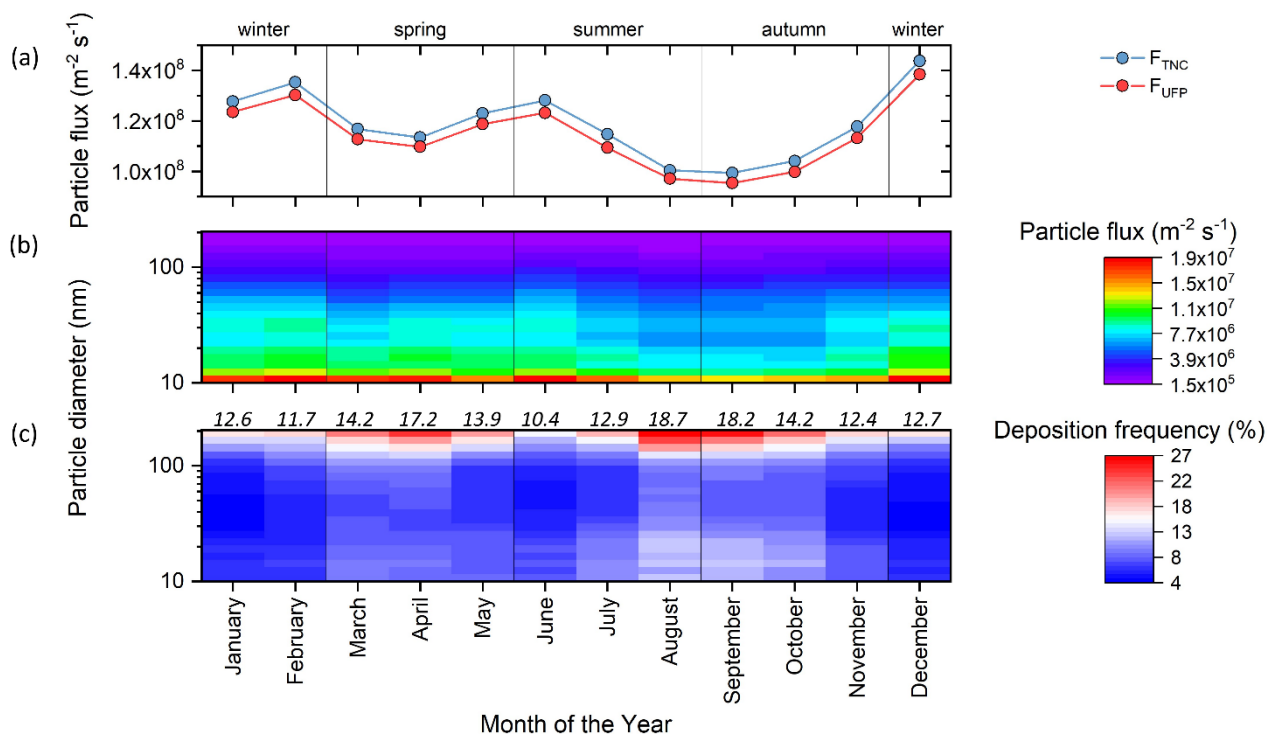 winter spring summer autumn winter
(a)
Particle flux (m⁻² s⁻¹)
1.4x10⁸
1.2x10⁸
1.0x10⁸
F_TNC
F_UFP
(b)
Particle diameter (nm)
100
10
Particle flux (m⁻² s⁻¹)
1.9x10⁷
1.5x10⁷
1.1x10⁷
7.7x10⁶
3.9x10⁶
1.5x10⁵
(c)
12.6 11.7 14.2 17.2 13.9 10.4 12.9 18.7 18.2 14.2 12.4 12.7
100
10
Deposition frequency (%)
27
22
18
13
8
4
January
February
March
April
May
June
July
August
September
October
November
December
Month of the Year